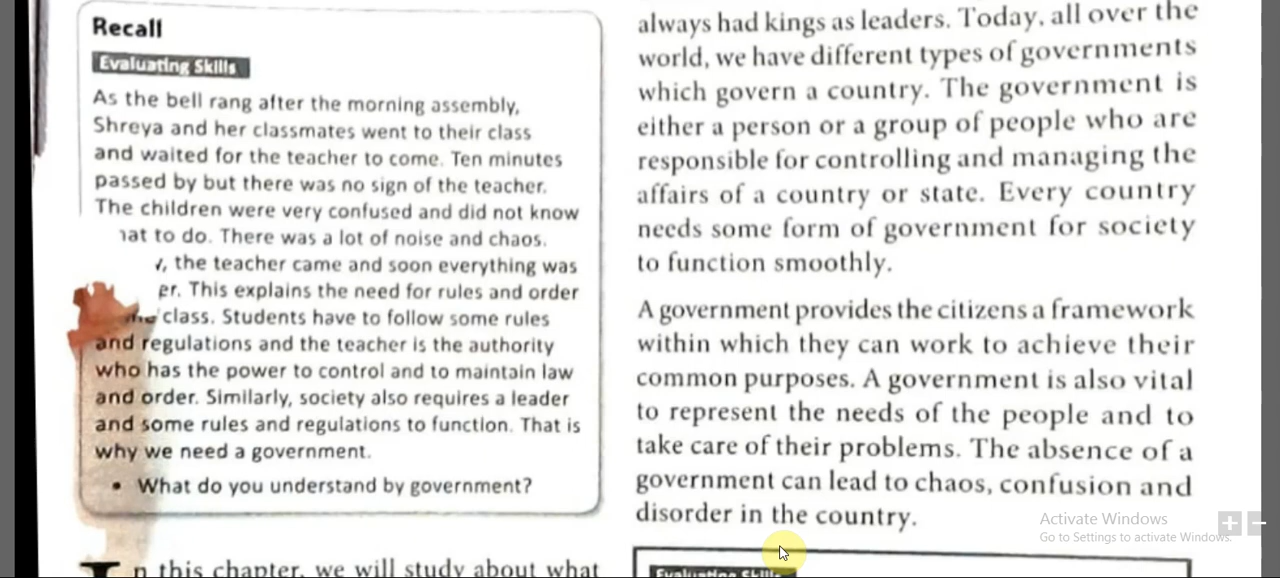 Recall
Evaluating Skills
As the bell rang after the morning assembly,
Shreya and her classmates went to their class
and waited for the teacher to come. Ten minutes
passed by but there was no sign of the teacher.
The children were very confused and did not know
to do. There was a lot of noise and chaos.
the teacher came and soon everything was
This explains the need for rules and order
class. Students have to follow some rules
and regulations and the teacher is the authority
who has the power to control and to maintain law
and order. Similarly, society also requires a leader
and some rules and regulations to function. That is
why we need a government.
• What do you understand by government?
In this chapter, we will study about what
always had kings as leaders. Today, all over the
world, we have different types of governments
which govern a country. The government is
either a person or a group of people who are
responsible for controlling and managing the
affairs of a country or state. Every country
needs some form of government for society
to function smoothly.
A government provides the citizens a framework
within which they can work to achieve their
common purposes. A government is also vital
to represent the needs of the people and to
take care of their problems. The absence of a
government can lead to chaos, confusion and
disorder in the country.
Evaluating Skills
Activate Windows
Go to Settings to activate Windows.